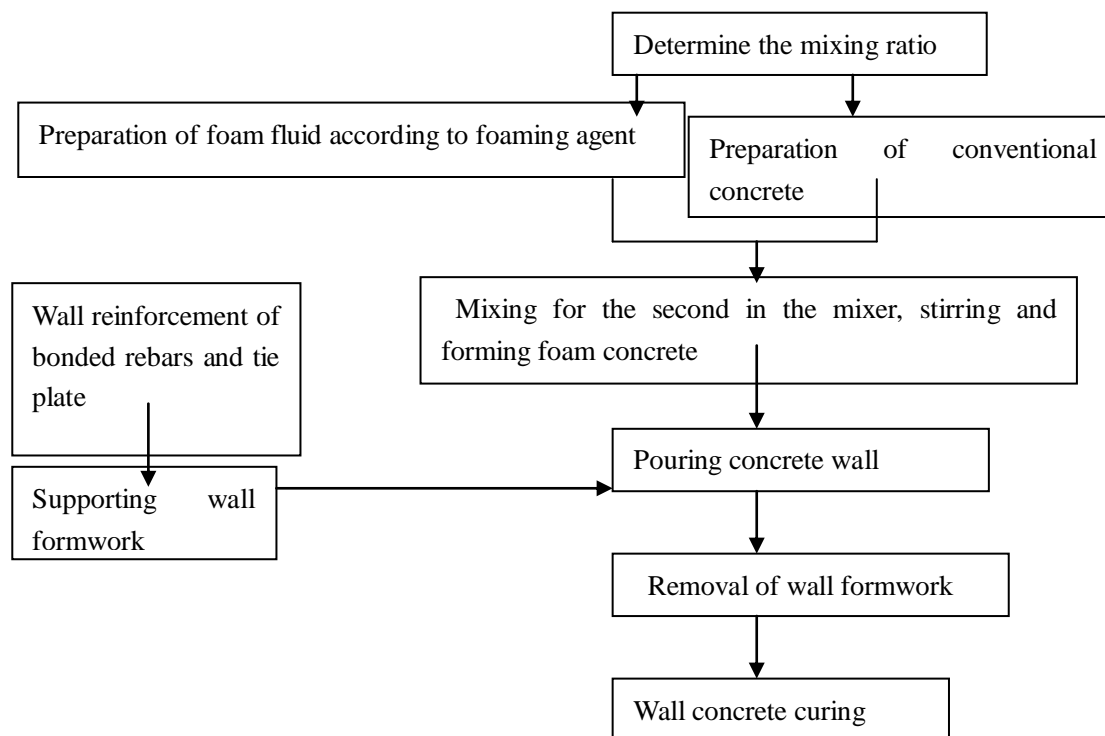 Determine the mixing ratio
Preparation of foam fluid according to foaming agent
Preparation of conventional
concrete
Mixing for the second in the mixer, stirring and
forming foam concrete
Wall reinforcement of
bonded rebars and tie
plate
Supporting wall
formwork
Pouring concrete wall
Removal of wall formwork
Wall concrete curing